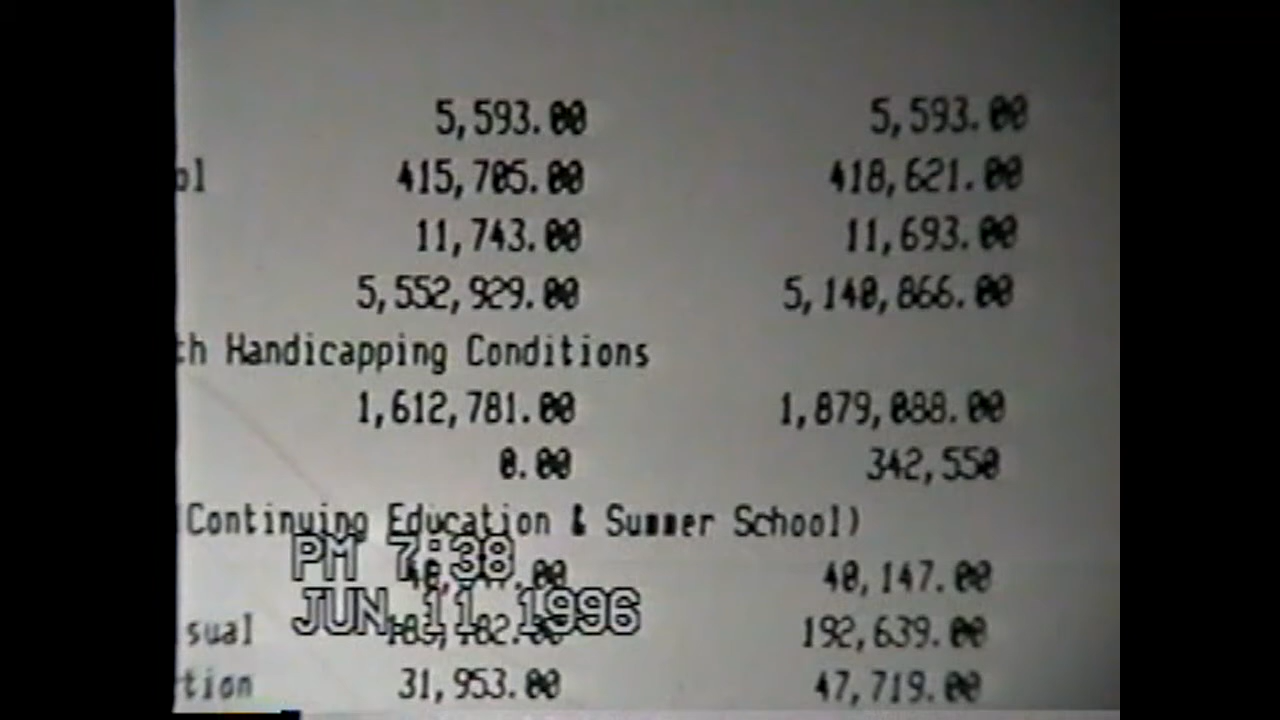 5,593.00 5,593.00
ol 415,705.00 418,621.00
11,743.00 11,693.00
5,552,929.00 5,140,866.00
th Handicapping Conditions
1,612,781.00 1,879,088.00
0.00 342,550
(Continuing Education & Summer School)
40,147.00
PM 7:38
JUN. 11, 1996
sual 192,639.00
tion 31,953.00 47,719.00